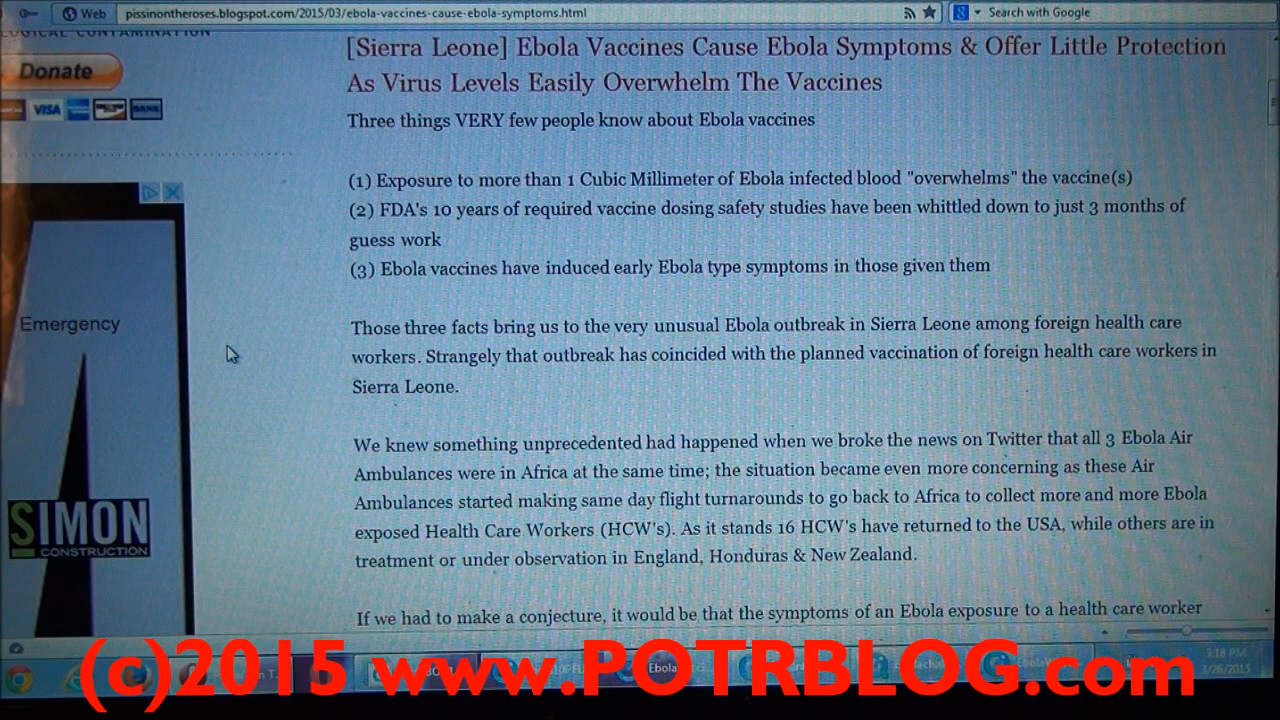 Web
pissinontheroses.blogspot.com/2015/03/ebola-vaccines-cause-ebola-symptoms.html
Search with Google
LOGICAL CONTAMINATION
Donate
VISA
BANK
[Sierra Leone] Ebola Vaccines Cause Ebola Symptoms & Offer Little Protection
As Virus Levels Easily Overwhelm The Vaccines
Three things VERY few people know about Ebola vaccines
(1) Exposure to more than 1 Cubic Millimeter of Ebola infected blood "overwhelms" the vaccine(s)
(2) FDA's 10 years of required vaccine dosing safety studies have been whittled down to just 3 months of
guess work
(3) Ebola vaccines have induced early Ebola type symptoms in those given them
Emergency
Those three facts bring us to the very unusual Ebola outbreak in Sierra Leone among foreign health care
workers. Strangely that outbreak has coincided with the planned vaccination of foreign health care workers in
Sierra Leone.
We knew something unprecedented had happened when we broke the news on Twitter that all 3 Ebola Air
Ambulances were in Africa at the same time; the situation became even more concerning as these Air
Ambulances started making same day flight turnarounds to go back to Africa to collect more and more Ebola
exposed Health Care Workers (HCW's). As it stands 16 HCW's have returned to the USA, while others are in
treatment or under observation in England, Honduras & New Zealand.
SIMON
CONSTRUCTION
If we had to make a conjecture, it would be that the symptoms of an Ebola exposure to a health care worker
Ebola
3:18 PM
3/26/2015
(c)2015 www.POTRBLOG.com